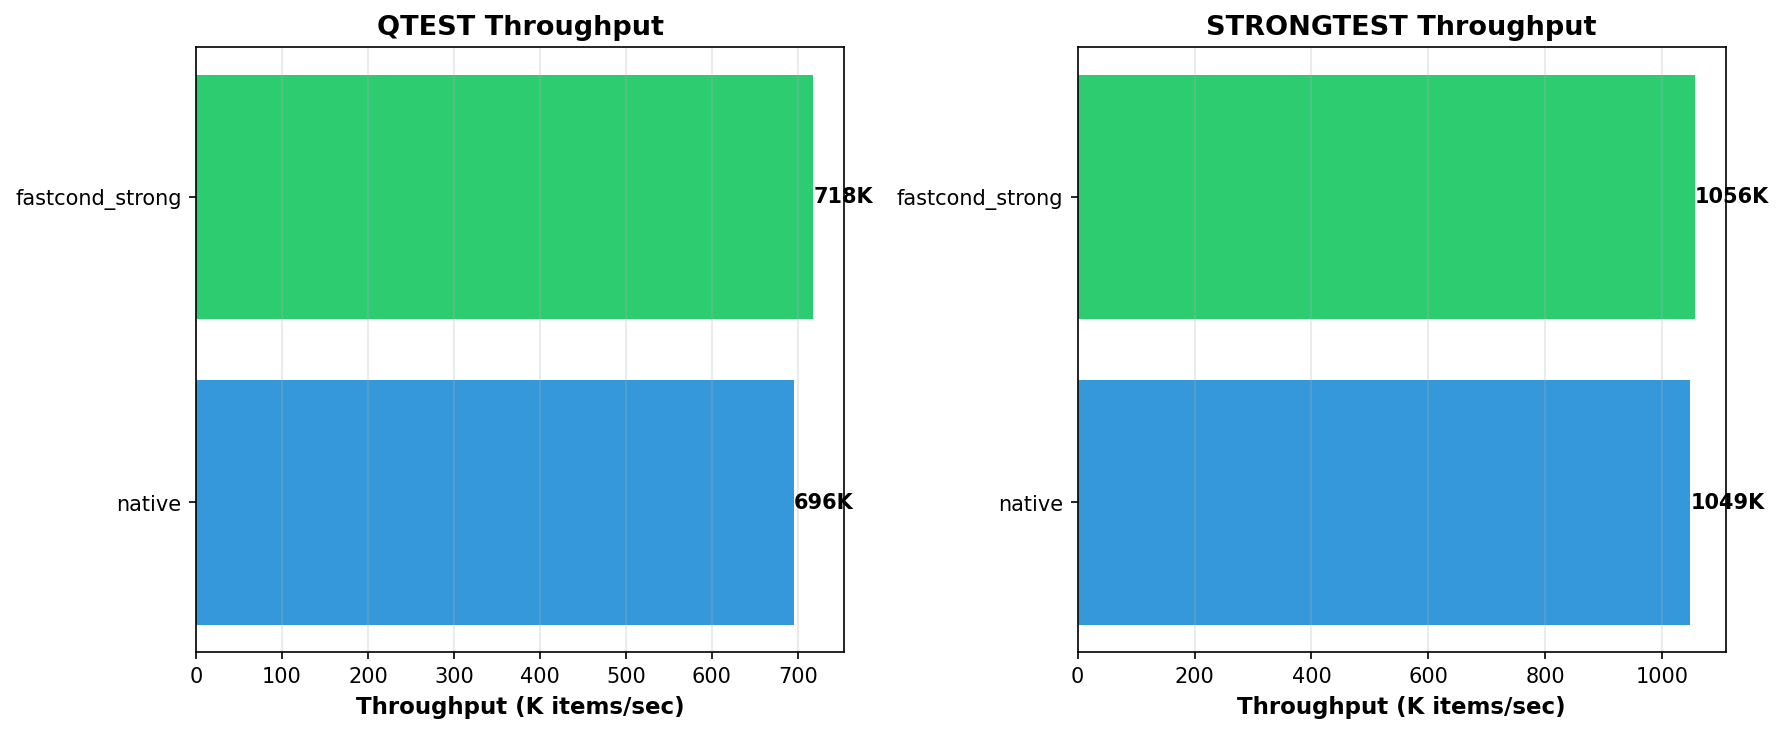 QTEST Throughput
fastcond_strong
718K
native
696K
0 100 200 300 400 500 600 700
Throughput (K items/sec)
STRONGTEST Throughput
fastcond_strong
1056K
native
1049K
0 200 400 600 800 1000
Throughput (K items/sec)